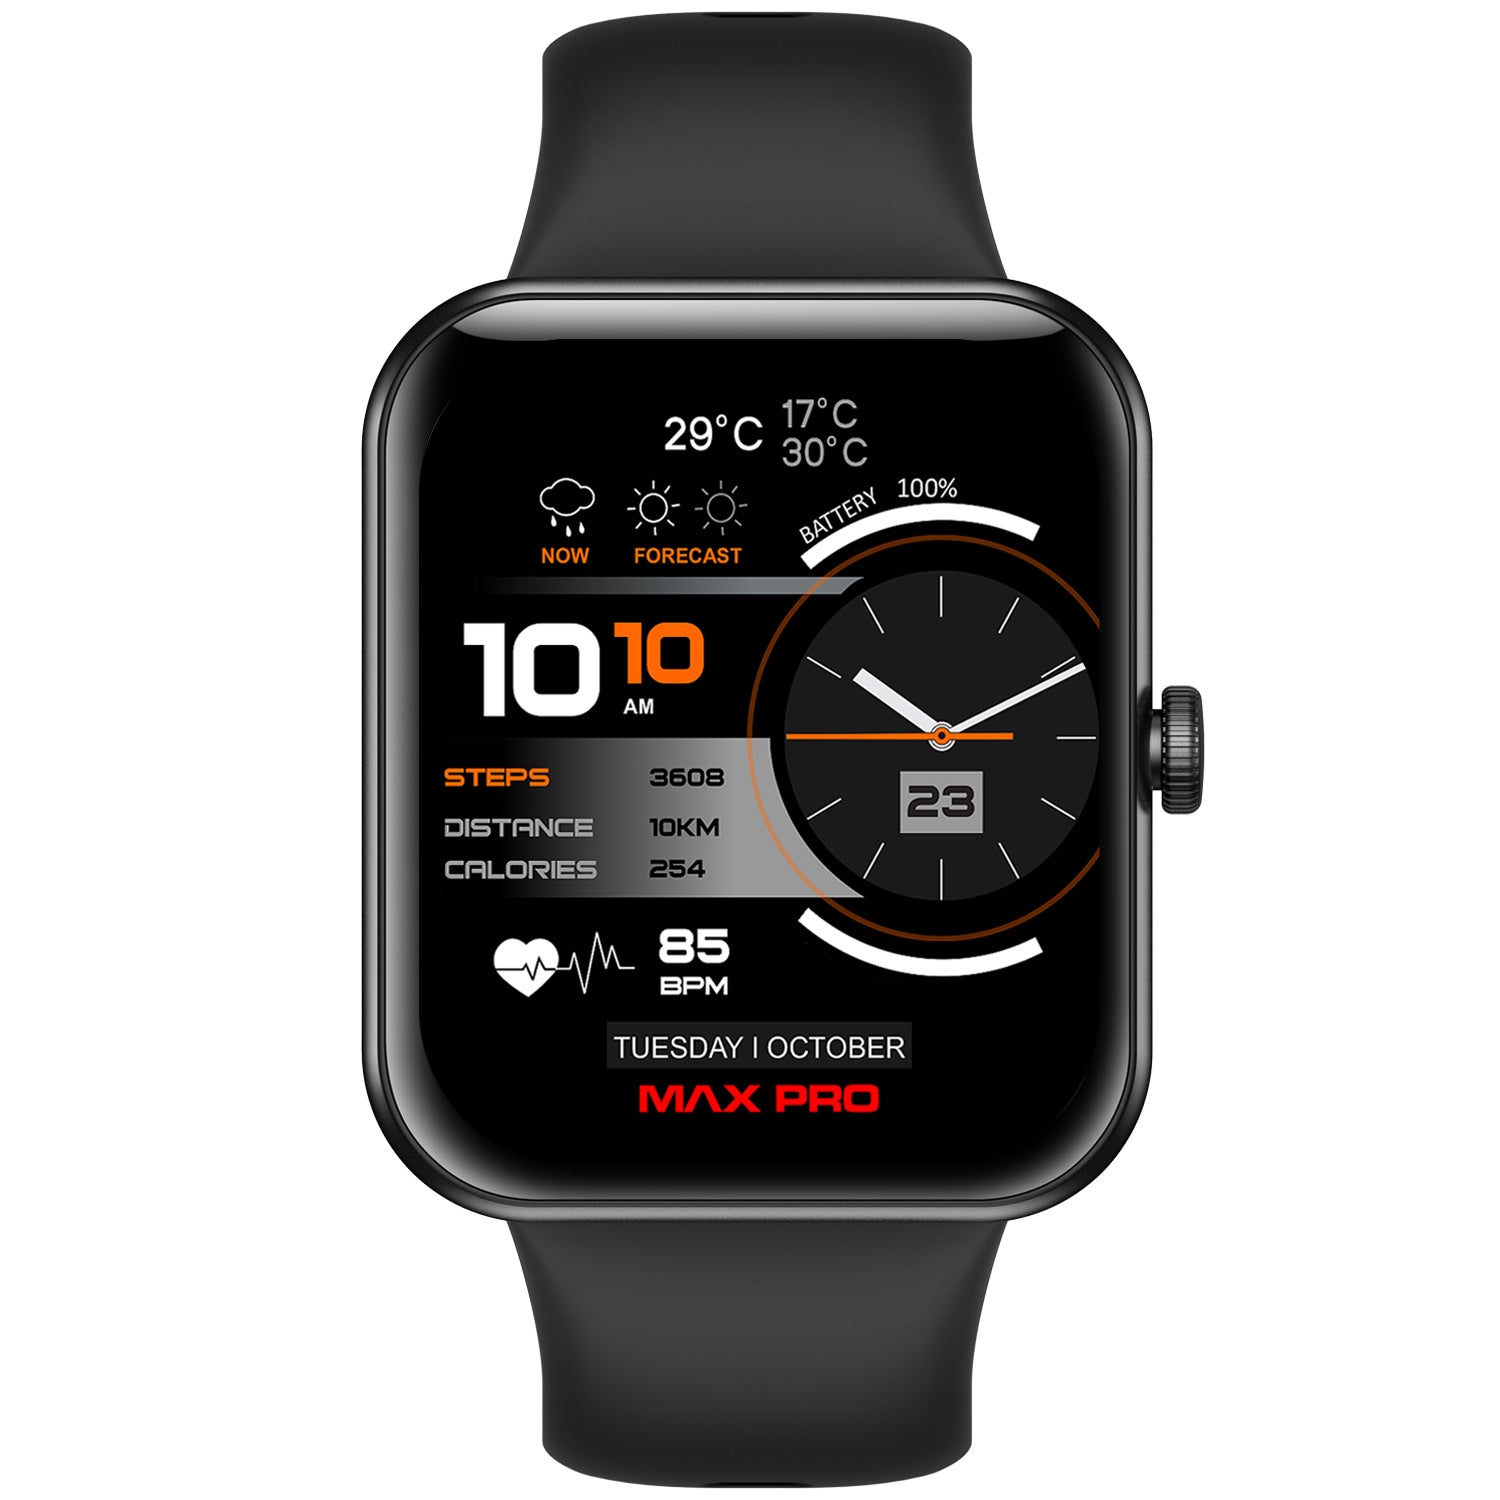 29°C
17°C
30°C
BATTERY 100%
NOW
FORECAST
10 10
AM
STEPS 3608
DISTANCE 10KM
CALORIES 254
23
85
BPM
TUESDAY I OCTOBER
MAX PRO